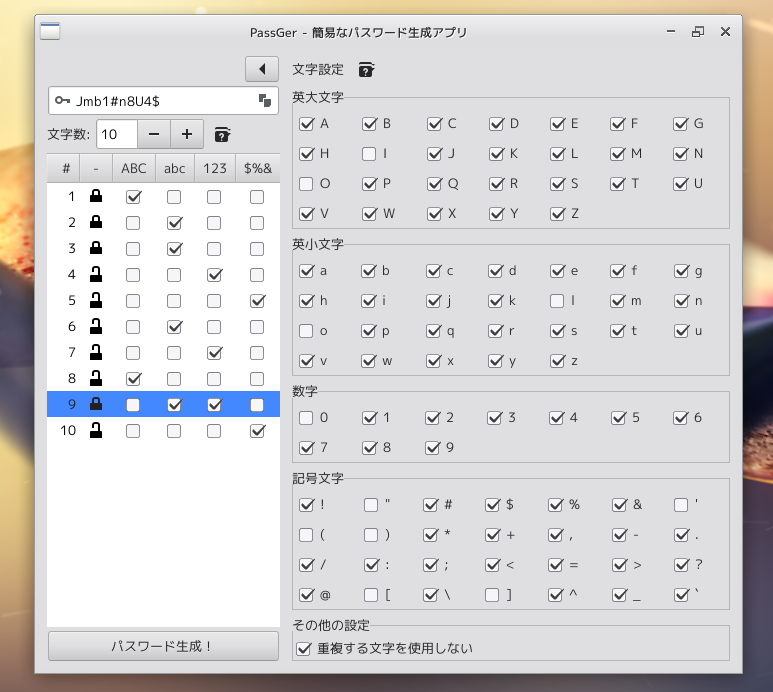 PassGer - 簡易なパスワード生成アプリ
Jmb1#n8U4$
文字数: 10
# - ABC abc 123 $%&
1
2
3
4
5
6
7
8
9
10
パスワード生成！
文字設定
英大文字
A B C D E F G
H I J K L M N
O P Q R S T U
V W X Y Z
英小文字
a b c d e f g
h i j k l m n
o p q r s t u
v w x y z
数字
0 1 2 3 4 5 6
7 8 9
記号文字
! " # $ % & '
( ) * + , - .
/ : ; < = > ?
@ [ \ ] ^ _ `
その他の設定
重複する文字を使用しない